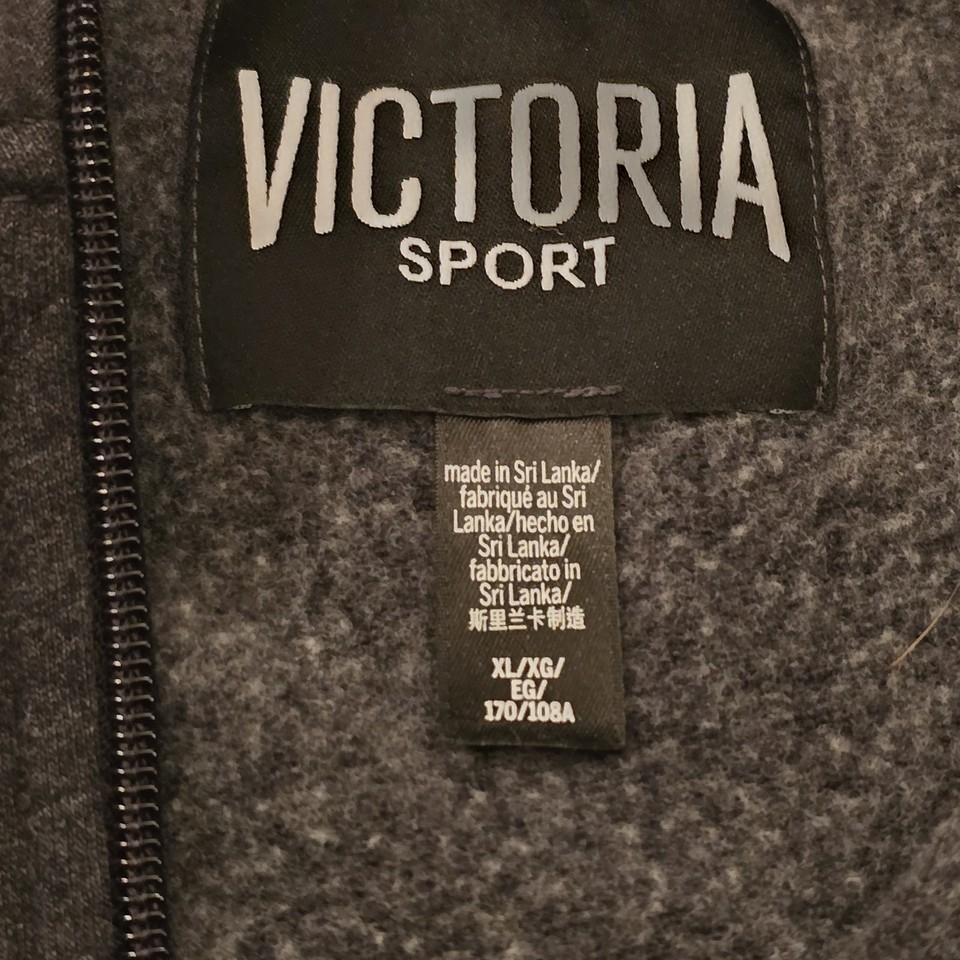 VICTORIA
SPORT
made in Sri Lanka/
fabriqué au Sri
Lanka/hecho en
Sri Lanka/
fabbricato in
Sri Lanka/
斯里兰卡制造
XL/XG/
EG/
170/108A